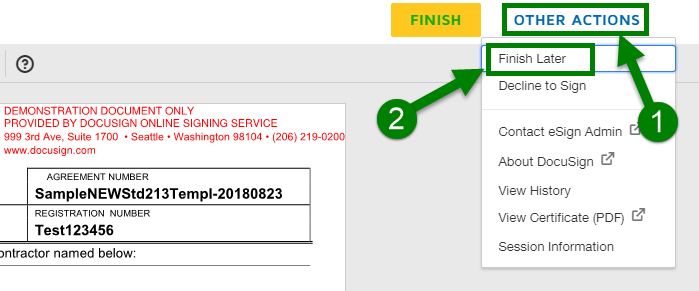 FINISH
OTHER ACTIONS
Finish Later
Decline to Sign
1
2
Contact eSign Admin
About DocuSign
View History
View Certificate (PDF)
Session Information
?
DEMONSTRATION DOCUMENT ONLY
PROVIDED BY DOCUSIGN ONLINE SIGNING SERVICE
999 3rd Ave, Suite 1700 • Seattle • Washington 98104 • (206) 219-0200
www.docusign.com
AGREEMENT NUMBER
SampleNEWStd213Templ-20180823
REGISTRATION NUMBER
Test123456
ontractor named below: